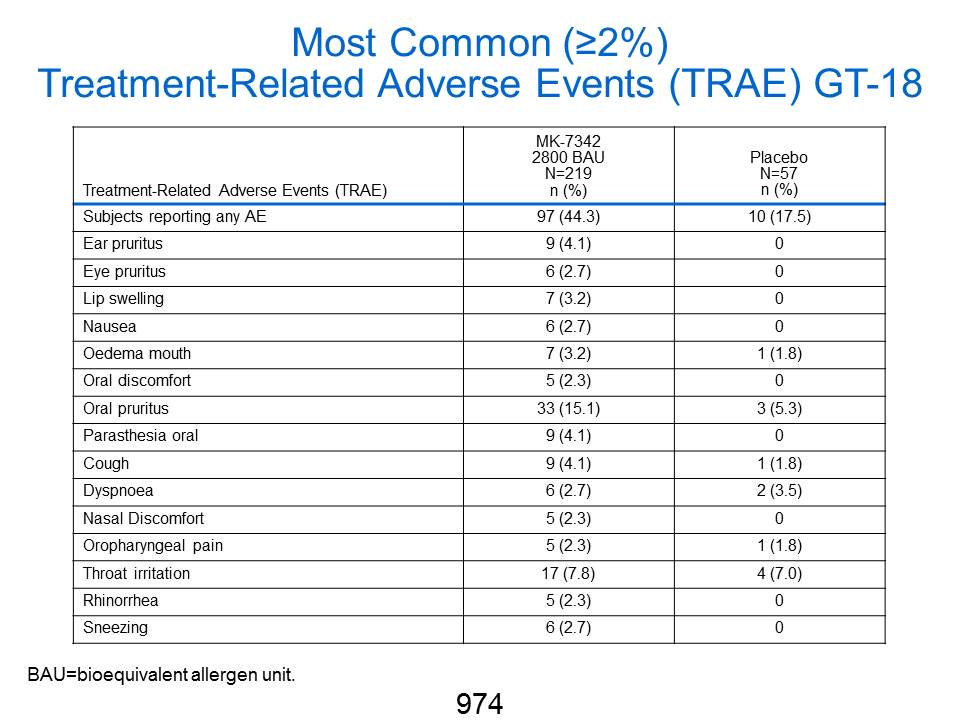 Most Common (≥2%)
Treatment-Related Adverse Events (TRAE) GT-18
Treatment-Related Adverse Events (TRAE) MK-7342 Placebo
2800 BAU N=57
N=219 n (%)
n (%)
Subjects reporting any AE 97 (44.3) 10 (17.5)
Ear pruritus 9 (4.1) 0
Eye pruritus 6 (2.7) 0
Lip swelling 7 (3.2) 0
Nausea 6 (2.7) 0
Oedema mouth 7 (3.2) 1 (1.8)
Oral discomfort 5 (2.3) 0
Oral pruritus 33 (15.1) 3 (5.3)
Parasthesia oral 9 (4.1) 0
Cough 9 (4.1) 1 (1.8)
Dyspnoea 6 (2.7) 2 (3.5)
Nasal Discomfort 5 (2.3) 0
Oropharyngeal pain 5 (2.3) 1 (1.8)
Throat irritation 17 (7.8) 4 (7.0)
Rhinorrhea 5 (2.3) 0
Sneezing 6 (2.7) 0
BAU=bioequivalent allergen unit.
974